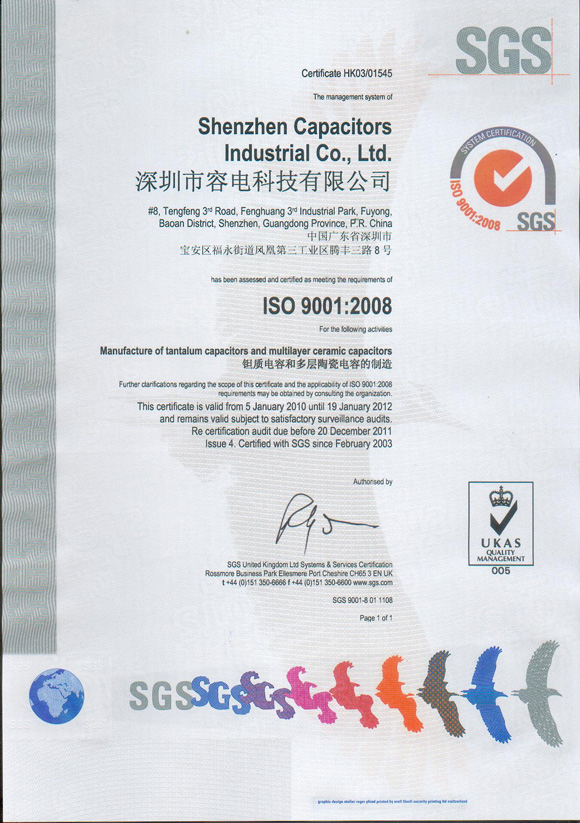 SGS
Certificate HK03/01545
The management system of
Shenzhen Capacitors
Industrial Co., Ltd.
深圳市容电科技有限公司
#8, Tengfeng 3rd Road, Fenghuang 3rd Industrial Park, Fuyong,
Baoan District, Shenzhen, Guangdong Province, P.R. China
中国广东省深圳市
宝安区福永街道凤凰第三工业区腾丰三路8号
SYSTEM CERTIFICATION
ISO 9001:2008
SGS
has been assessed and certified as meeting the requirements of
ISO 9001:2008
For the following activities
Manufacture of tantalum capacitors and multilayer ceramic capacitors
钽质电容和多层陶瓷电容的制造
Further clarifications regarding the scope of this certificate and the applicability of ISO 9001:2008
requirements may be obtained by consulting the organization.
This certificate is valid from 5 January 2010 until 19 January 2012
and remains valid subject to satisfactory surveillance audits.
Re certification audit due before 20 December 2011
Issue 4. Certified with SGS since February 2003
Authorised by
UKAS
QUALITY
MANAGEMENT
005
SGS United Kingdom Ltd Systems & Services Certification
Rossmore Business Park Ellesmere Port Cheshire CH65 3 EN UK
t +44 (0)151 350-6666 f +44 (0)151 350-6600 www.sgs.com
SGS 9001-8 01 1108
Page 1 of 1
SGS SGS SGS